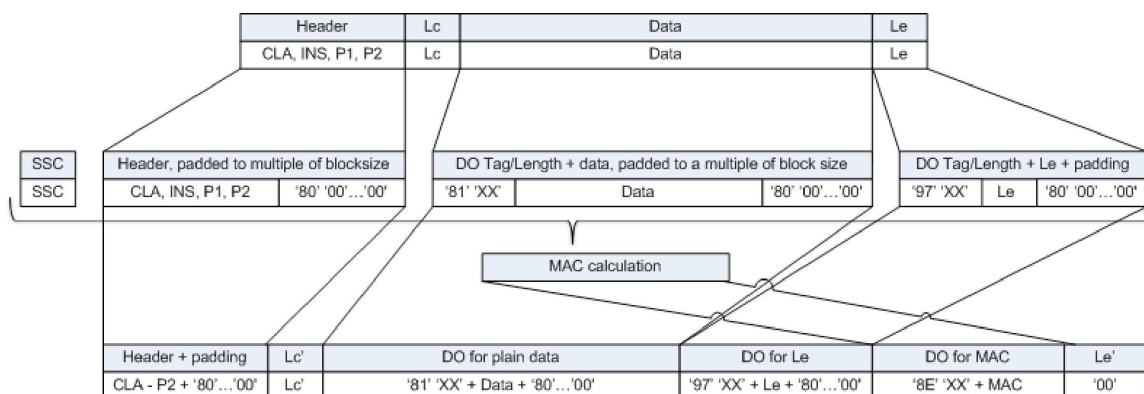 Header Lc Data Le
CLA, INS, P1, P2 Lc Data Le
SSC Header, padded to multiple of blocksize DO Tag/Length + data, padded to a multiple of block size DO Tag/Length + Le + padding
SSC CLA, INS, P1, P2 ‘80’ ‘00’…’00’ ‘81’ ‘XX’ Data ‘80’ ‘00’…’00’ ‘97’ ‘XX’ Le ‘80’ ‘00’…’00’
MAC calculation
Header + padding Lc’ DO for plain data DO for Le DO for MAC Le’
CLA - P2 + ‘80’…’00’ Lc’ ‘81’ ‘XX’ + Data + ‘80’…’00’ ‘97’ ‘XX’ + Le + ‘80’…’00’ ‘8E’ ‘XX’ + MAC ‘00’